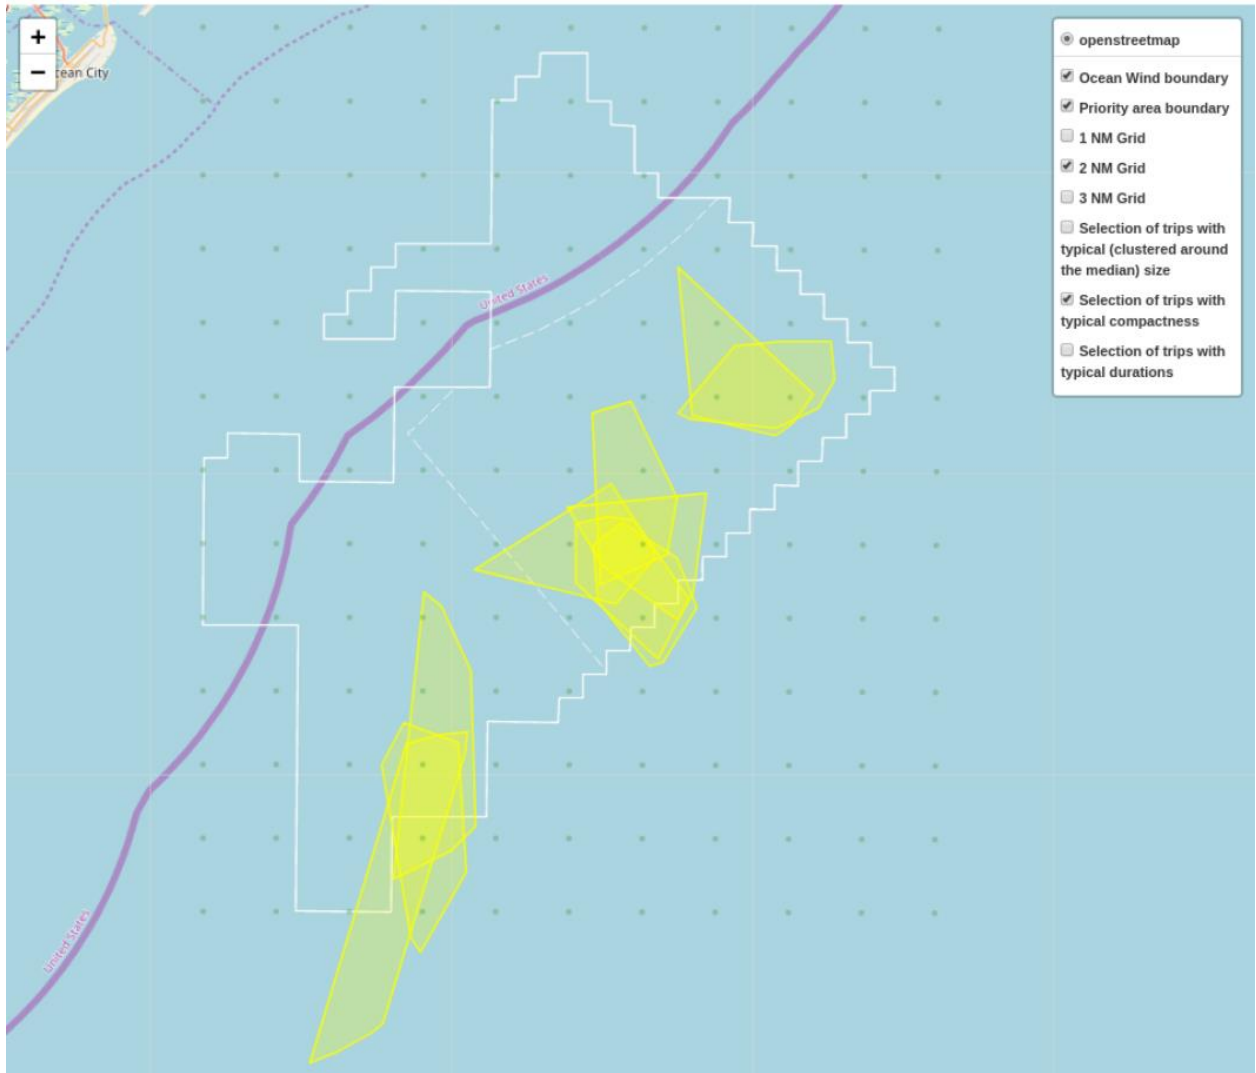 +
−
cean City
United States
United States
openstreetmap
Ocean Wind boundary
Priority area boundary
1 NM Grid
2 NM Grid
3 NM Grid
Selection of trips with
typical (clustered around
the median) size
Selection of trips with
typical compactness
Selection of trips with
typical durations